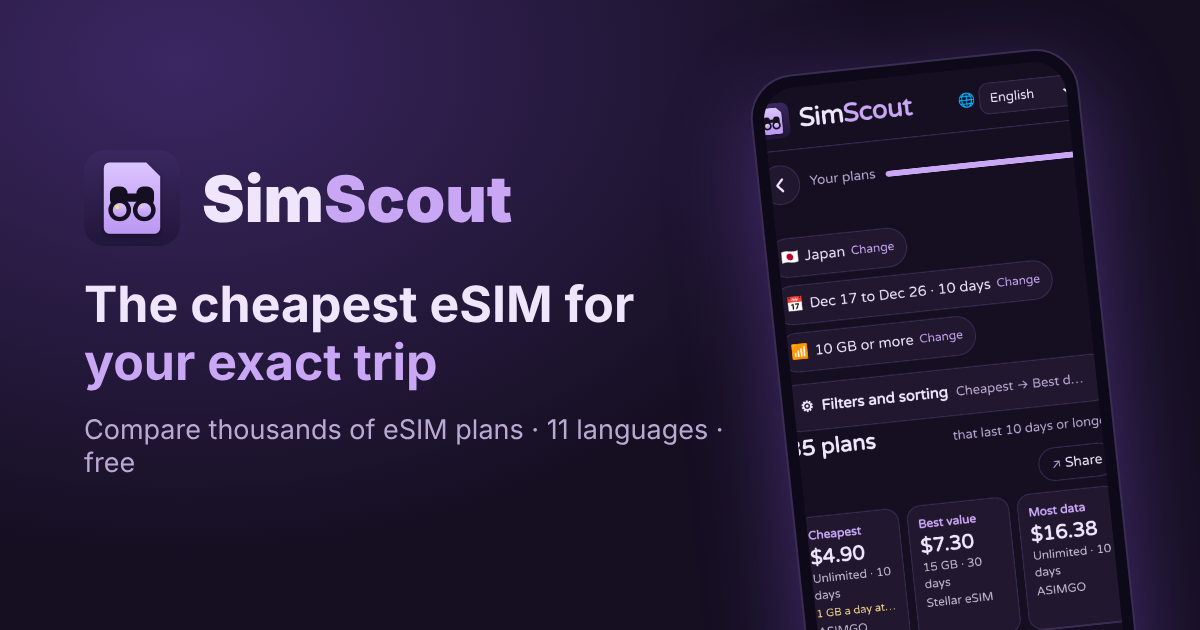 SimScout
The cheapest eSIM for
your exact trip
Compare thousands of eSIM plans · 11 languages ·
free
SimScout
English
Your plans
Japan Change
Dec 17 to Dec 26 · 10 days Change
10 GB or more Change
Filters and sorting Cheapest → Best d…
plans
that last 10 days or longe
Share
Cheapest
$4.90
Unlimited · 10
days
1 GB a day at…
ASIMGO
Best value
$7.30
15 GB · 30
days
Stellar eSIM
Most data
$16.38
Unlimited · 10
days
ASIMGO